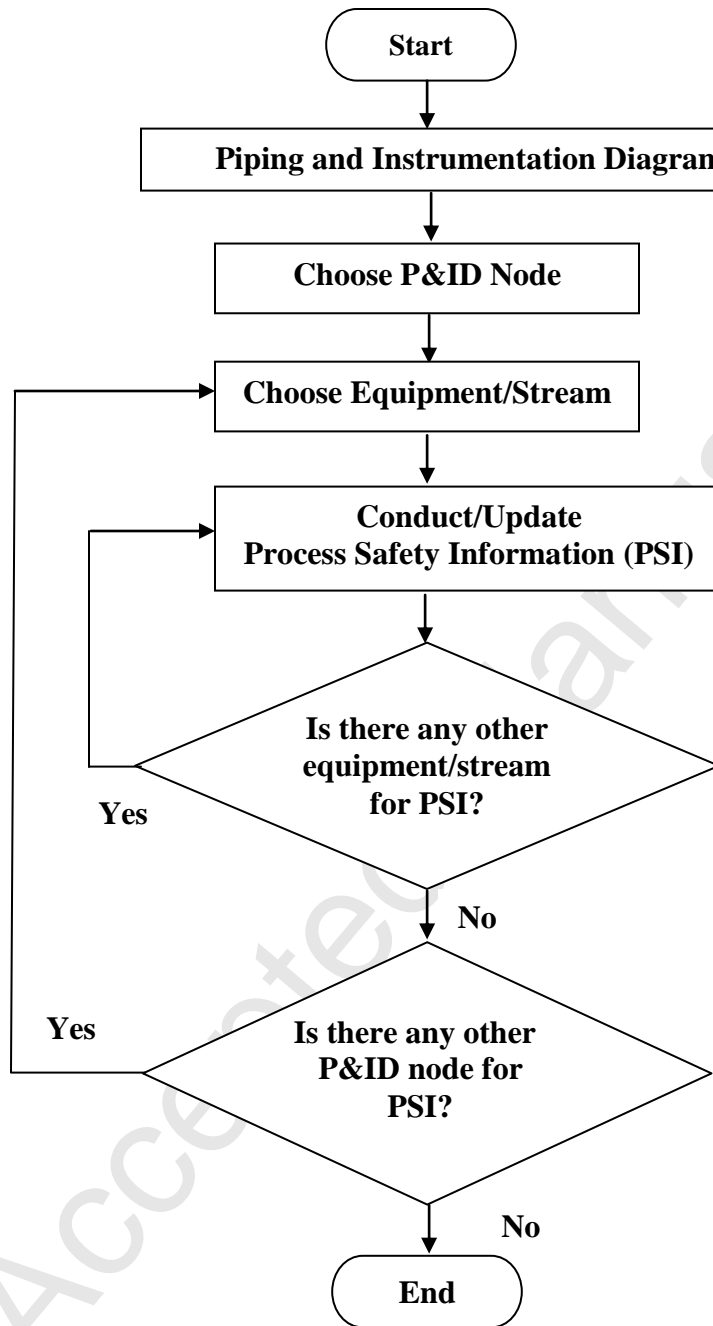 Start
Piping and Instrumentation Diagram
Choose P&ID Node
Choose Equipment/Stream
Conduct/Update
Process Safety Information (PSI)
Is there any other
equipment/stream
for PSI?
Yes
No
Is there any other
P&ID node for
PSI?
Yes
No
End
Accepted Manus